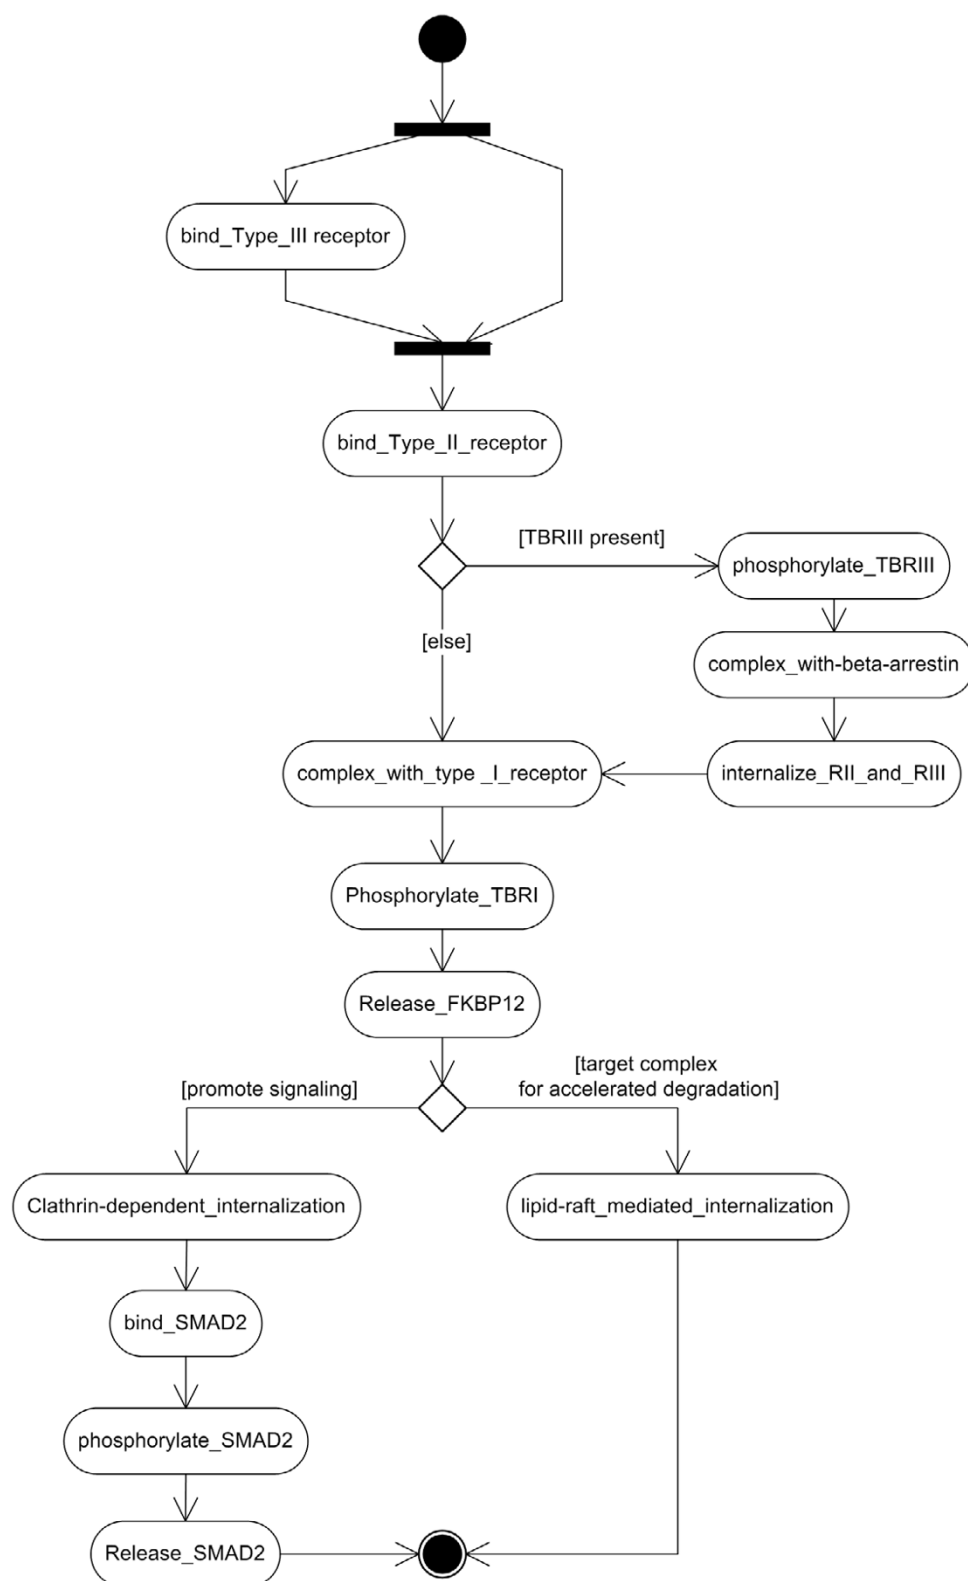 bind_Type_III receptor
bind_Type_II_receptor
[TBRIII present]
phosphorylate_TBRIII
[else]
complex_with-beta-arrestin
complex_with_type _I_receptor
internalize_RII_and_RIII
Phosphorylate_TBRI
Release_FKBP12
[promote signaling]
[target complex
for accelerated degradation]
Clathrin-dependent_internalization
lipid-raft_mediated_internalization
bind_SMAD2
phosphorylate_SMAD2
Release_SMAD2